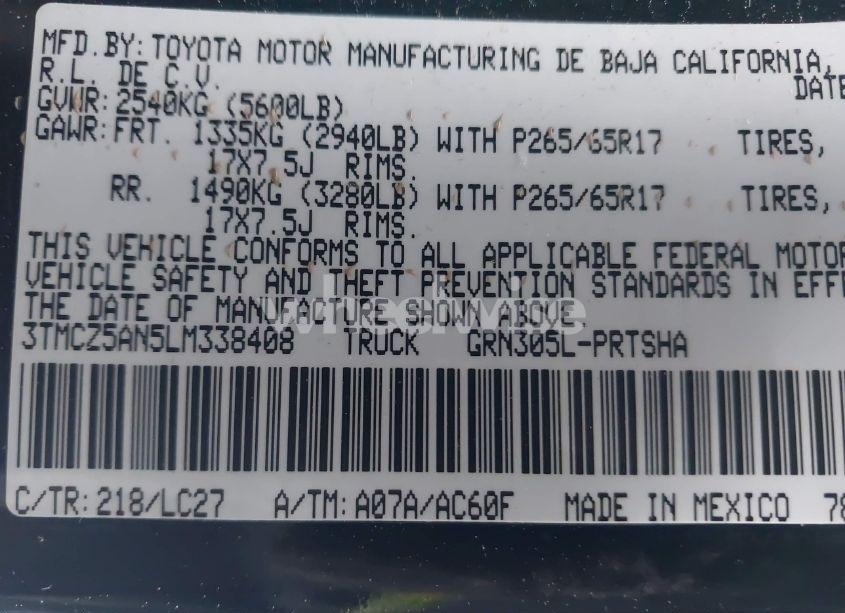 MFD.BY: TOYOTA MOTOR MANUFACTURING DE BAJA CALIFORNIA,
R.L. DE C.V. DATE
GVWR: 2540KG (5600LB)
GAWR: FRT. 1335KG (2940LB) WITH P265/65R17 TIRES,
17X7.5J RIMS.
RR. 1490KG (3280LB) WITH P265/65R17 TIRES,
17X7.5J RIMS.
THIS VEHICLE CONFORMS TO ALL APPLICABLE FEDERAL MOTOR
VEHICLE SAFETY AND THEFT PREVENTION STANDARDS IN EFF
THE DATE OF MANUFACTURE SHOWN ABOVE
3TMCZ5AN5LM338408 TRUCK GRN305L-PRTSHA
C/TR: 218/LC27 A/TM: A07A/AC60F MADE IN MEXICO 78